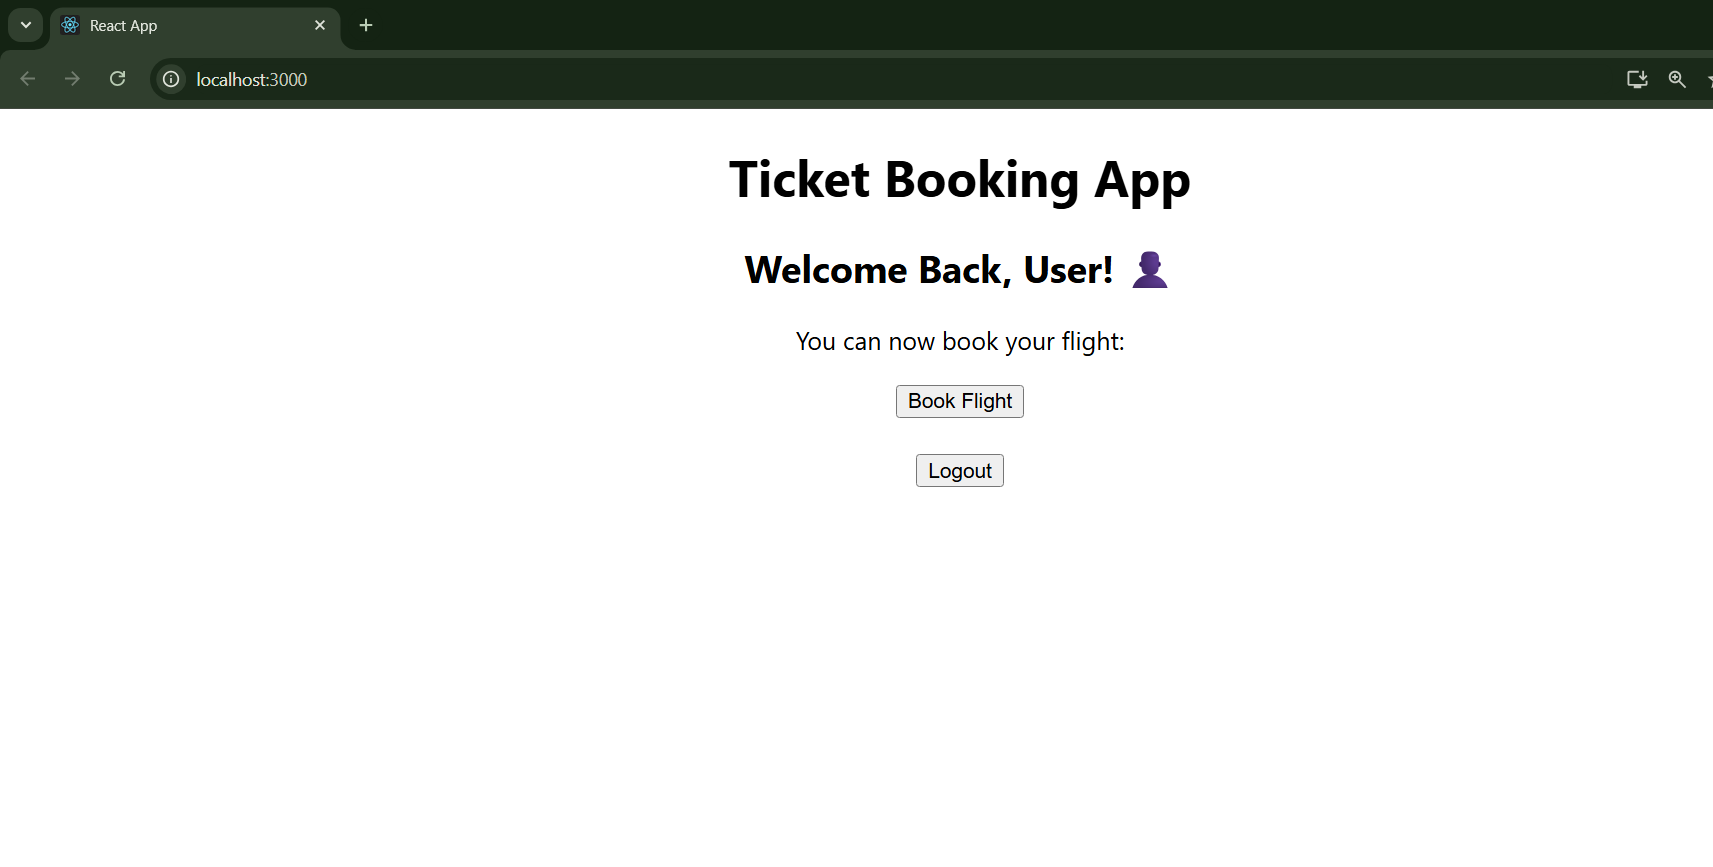 React App
localhost:3000
Ticket Booking App
Welcome Back, User! 👤
You can now book your flight:
Book Flight
Logout